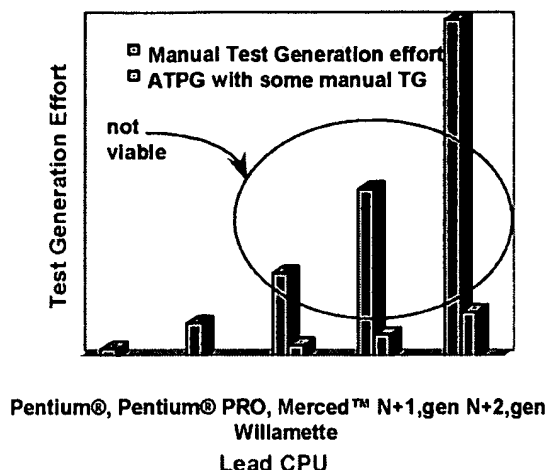 Manual Test Generation effort
ATPG with some manual TG
not
viable
Test Generation Effort
Pentium®, Pentium® PRO, Merced™ N+1,gen N+2,gen
Willamette
Lead CPU